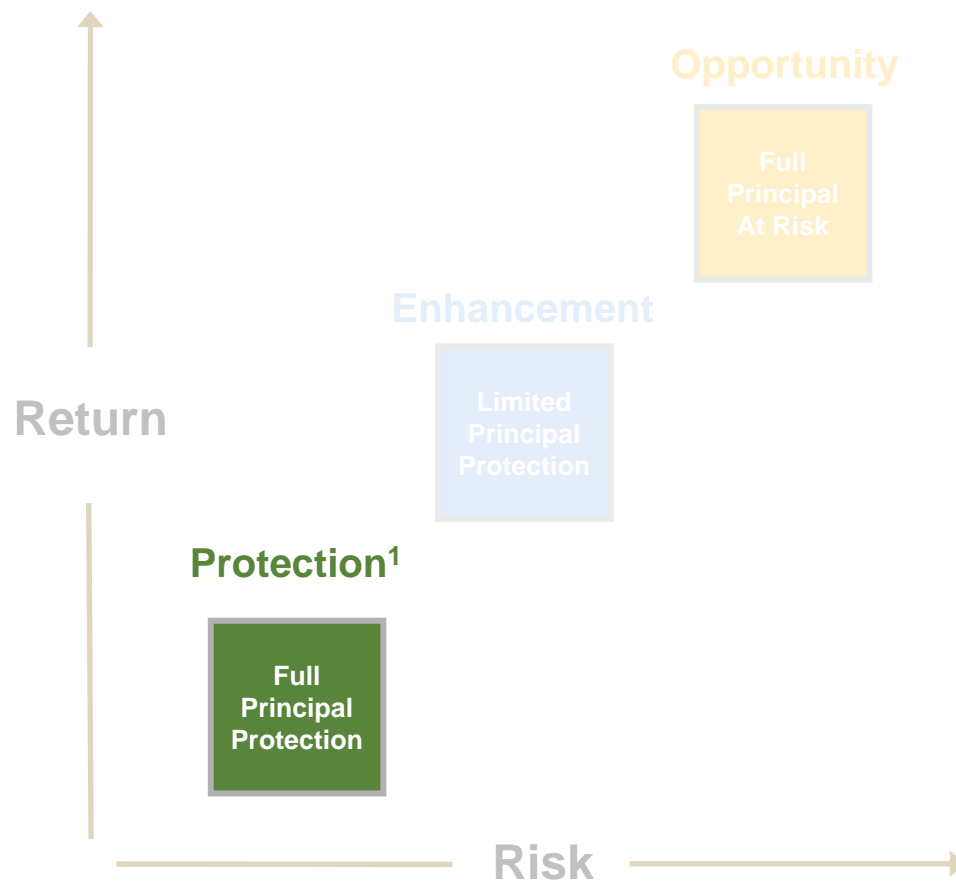 Opportunity
Full
Principal
At Risk
Enhancement
Limited
Principal
Protection
Return
Protection¹
Full
Principal
Protection
Risk